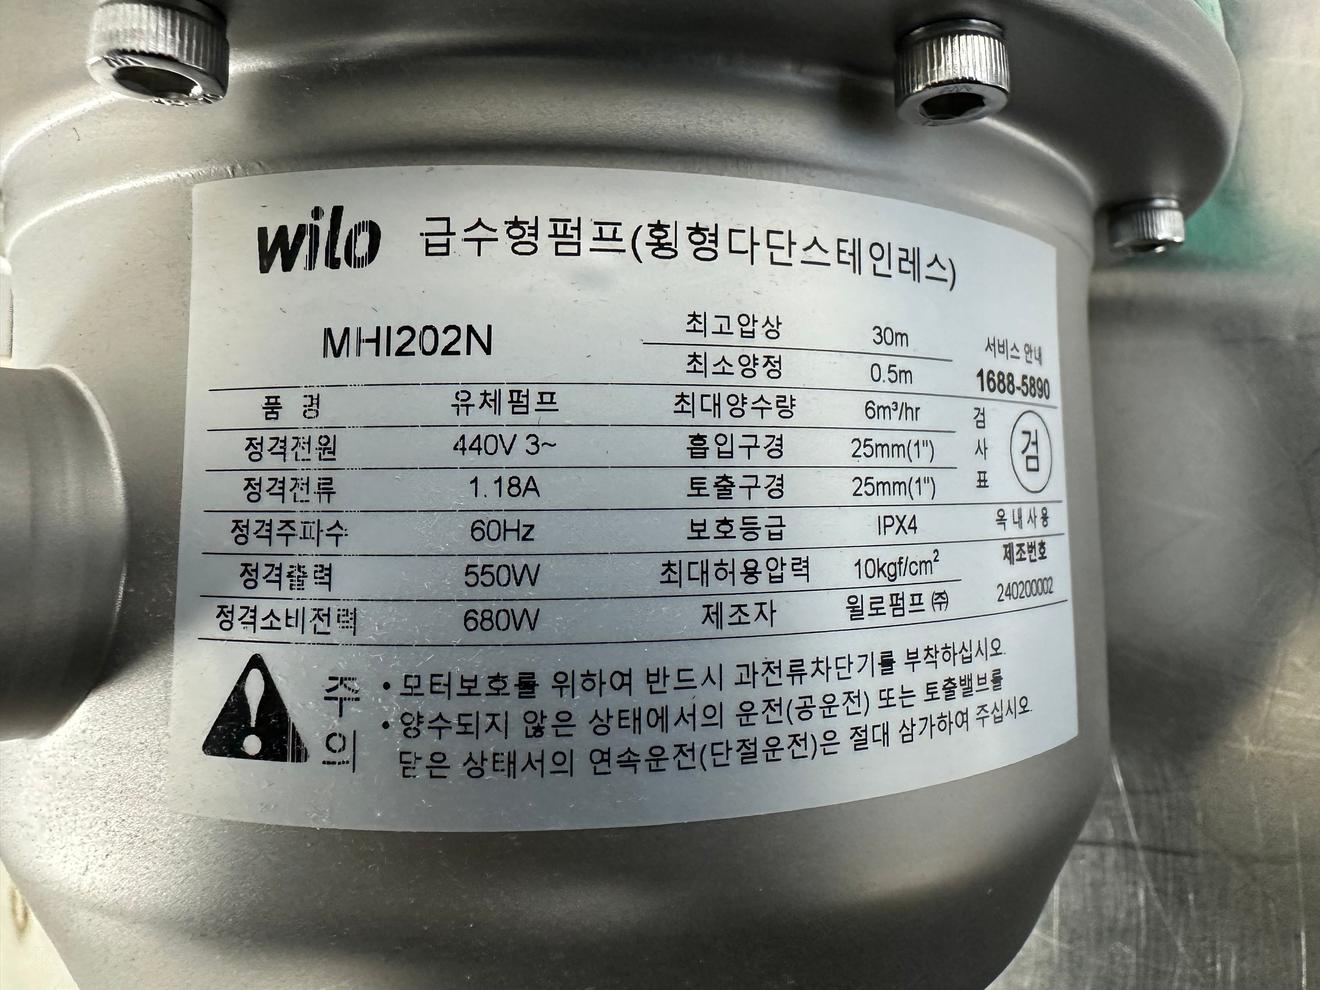 wilo 급수형펌프(횡형다단스테인레스)
MHI202N
최고압상 30m
최소양정 0.5m
서비스 안내
1688-5890
품 명 유체펌프 최대양수량 6m³/hr
정격전원 440V 3~ 흡입구경 25mm(1")
정격전류 1.18A 토출구경 25mm(1")
검사표 검
정격주파수 60Hz 보호등급 IPX4
옥내사용
정격출력 550W 최대허용압력 10kgf/cm²
제조번호
240200002
정격소비전력 680W 제조자 윌로펌프㈜
주의
• 모터보호를 위하여 반드시 과전류차단기를 부착하십시오
• 양수되지 않은 상태에서의 운전(공운전) 또는 토출밸브를
닫은 상태서의 연속운전(단절운전)은 절대 삼가하여 주십시오